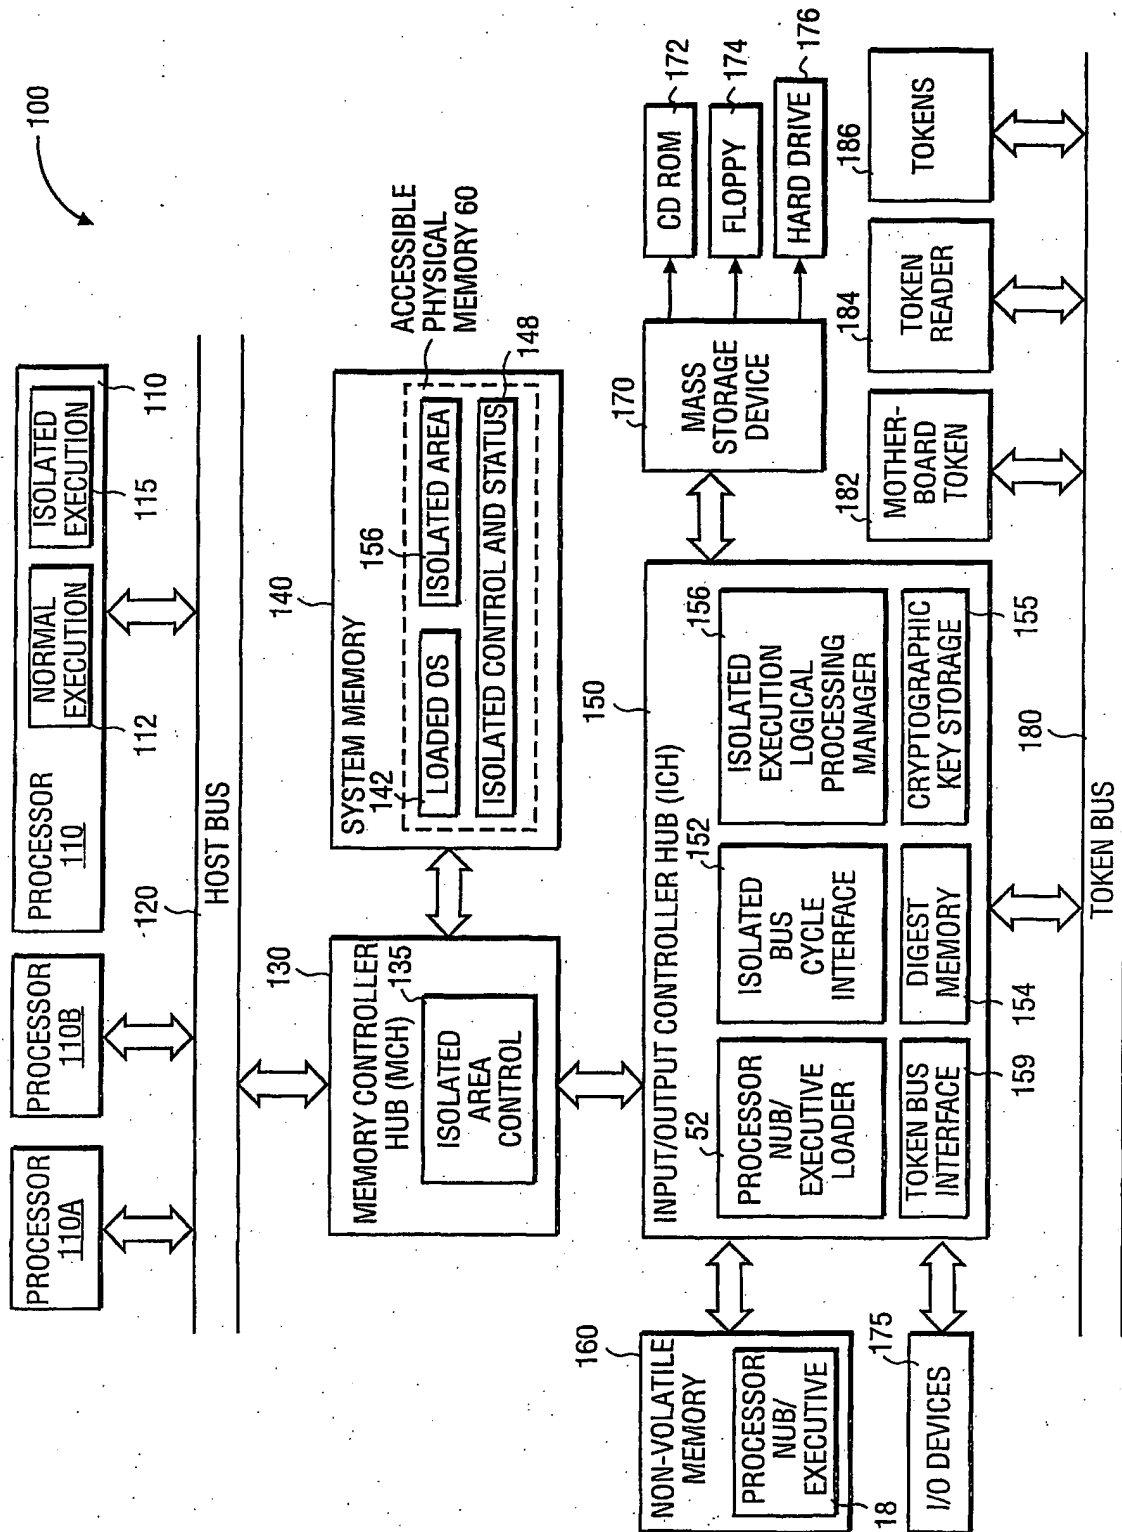 100
PROCESSOR
110A
PROCESSOR
110B
PROCESSOR
110
NORMAL
EXECUTION
112
ISOLATED
EXECUTION
115
110
120
HOST BUS
130
MEMORY CONTROLLER
HUB (MCH)
135
ISOLATED
AREA
CONTROL
140
SYSTEM MEMORY
142
LOADED OS
156
ISOLATED AREA
ISOLATED CONTROL AND STATUS
148
ACCESSIBLE
PHYSICAL
MEMORY 60
150
INPUT/OUTPUT CONTROLLER HUB (ICH)
52
PROCESSOR
NUB/
EXECUTIVE
LOADER
152
ISOLATED
BUS
CYCLE
INTERFACE
156
ISOLATED
EXECUTION
LOGICAL
PROCESSING
MANAGER
TOKEN BUS
INTERFACE
159
DIGEST
MEMORY
154
CRYPTOGRAPHIC
KEY STORAGE
155
160
NON-VOLATILE
MEMORY
PROCESSOR
NUB/
EXECUTIVE
18
175
I/O DEVICES
170
MASS
STORAGE
DEVICE
CD ROM
172
FLOPPY
174
HARD DRIVE
176
182
MOTHER-
BOARD
TOKEN
184
TOKEN
READER
186
TOKENS
180
TOKEN BUS